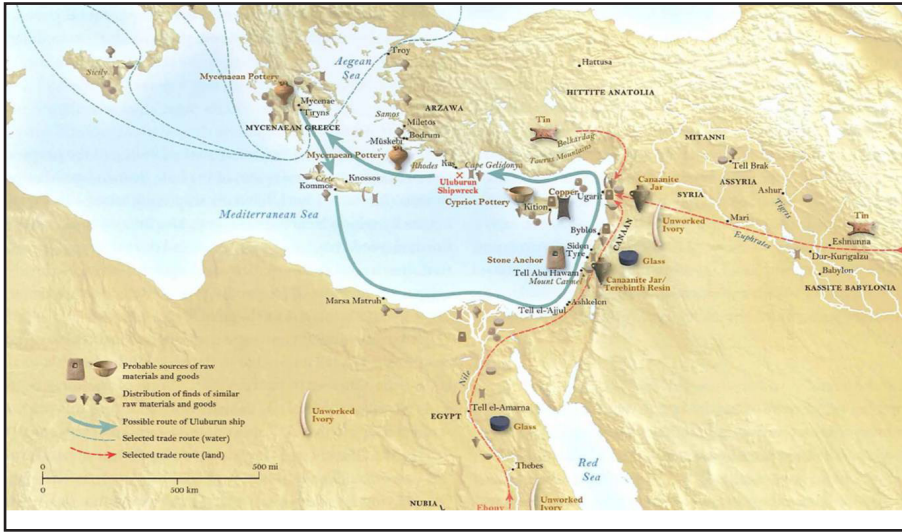 Troy
Aegean
Sea
Hattusa
HITTITE ANATOLIA
Sicily
Mycenaean Pottery
Mycenae
Tiryns
MYCENAEAN GREECE
ARZAWA
Samos
Miletos
Bodrum
Müskebi
Tin
Bolkardag
Taurus Mountains
MITANNI
Tell Brak
Mycenaean Pottery
Rhodes
Kas
Cape Gelidonya
Uluburun
Shipwreck
Canaanite
Jar
ASSYRIA
Ashur
Tigris
SYRIA
Crete
Knossos
Kommos
Cypriot Pottery
Copper
Kition
Ugarit
Mediterranean Sea
Unworked
Ivory
Mari
Euphrates
Tin
Eshnunna
Dur-Kurigalzu
Babylon
KASSITE BABYLONIA
Byblos
CANAAN
Sidon
Tyre
Glass
Stone Anchor
Tell Abu Hawam
Mount Carmel
Canaanite Jar/
Terebinth Resin
Marsa Matruh
Ashkelon
Tell el-Ajjul
Probable sources of raw
materials and goods
Distribution of finds of similar
raw materials and goods
Possible route of Uluburun ship
Selected trade route (water)
Selected trade route (land)
0
500 mi
0
500 km
Unworked
Ivory
Nile
EGYPT
Tell el-Amarna
Glass
Thebes
Red
Sea
NUBIA
Ebony
Unworked
Ivory